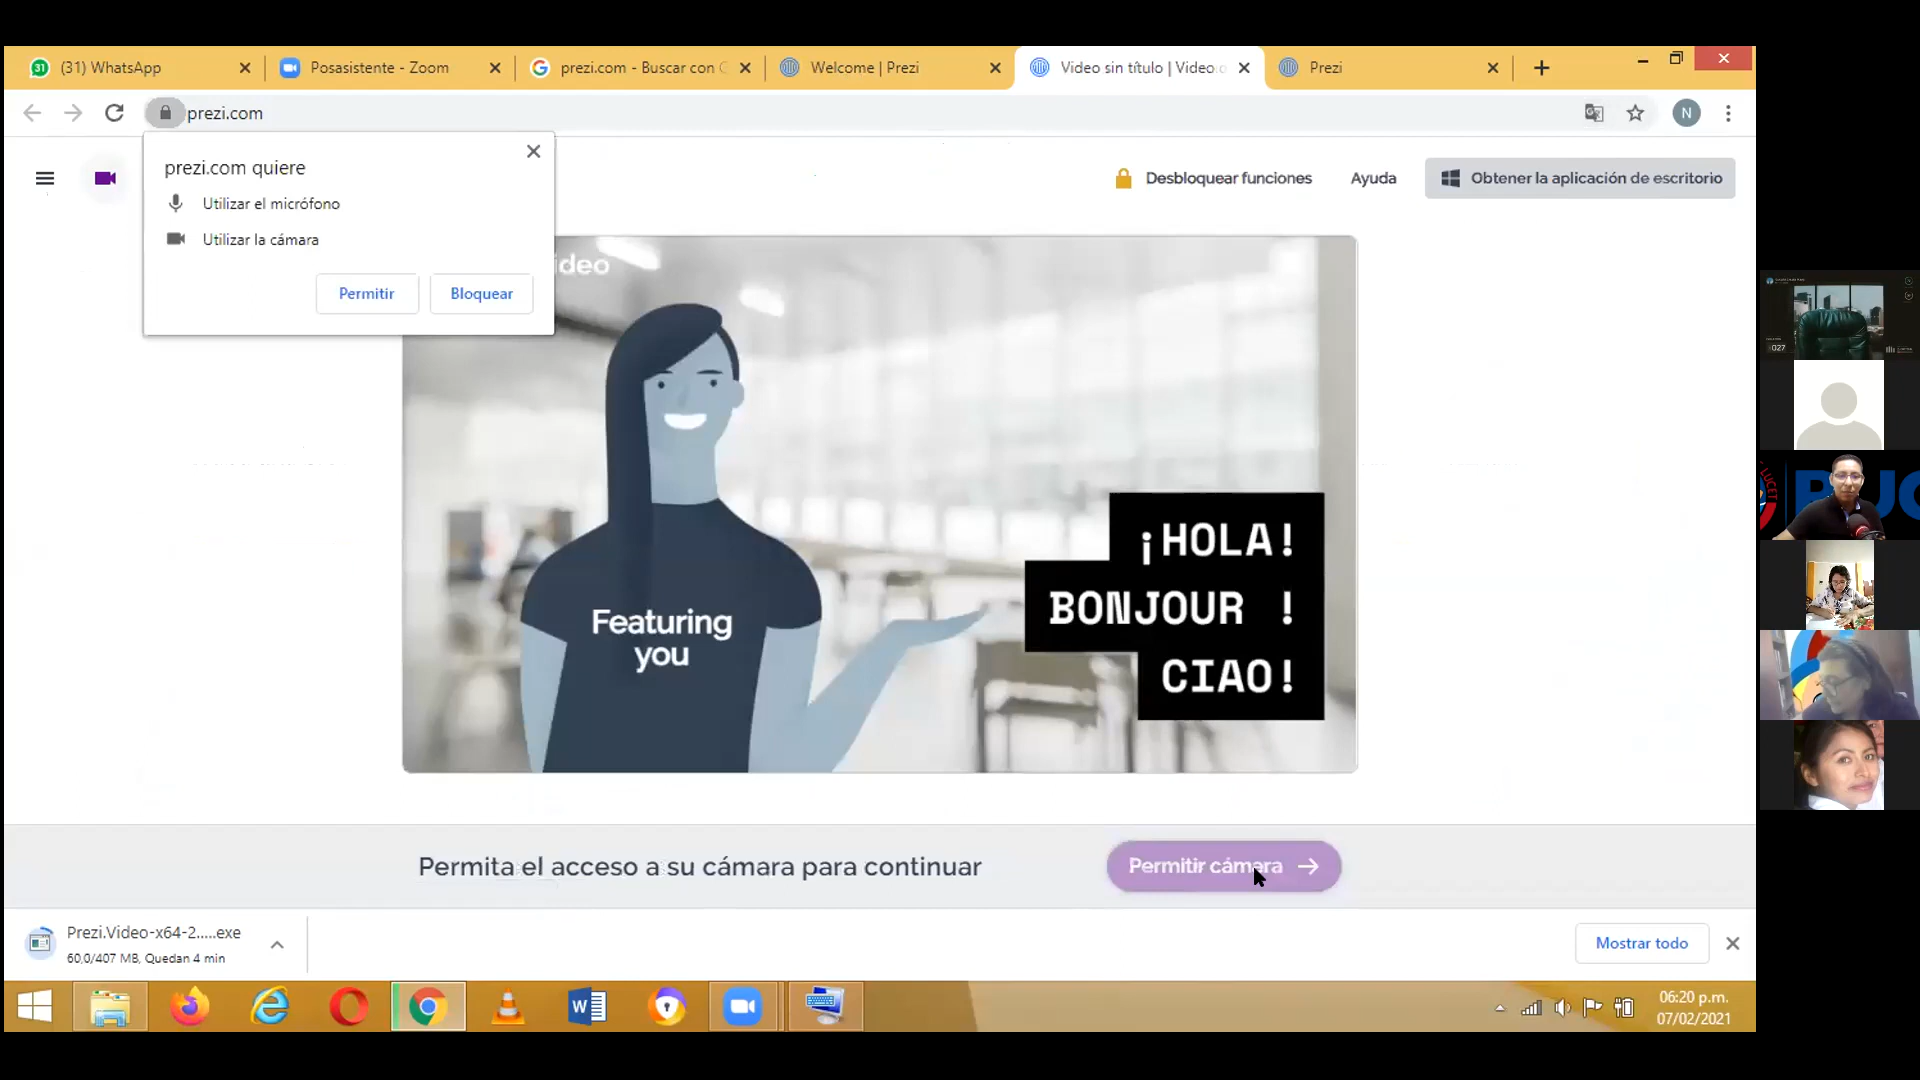 (31) WhatsApp
Posasistente - Zoom
prezi.com - Buscar con G
Welcome | Prezi
Video sin título | Video
Prezi
prezi.com
N
prezi.com quiere
Utilizar el micrófono
Utilizar la cámara
Permitir
Bloquear
Desbloquear funciones
Ayuda
Obtener la aplicación de escritorio
ideo
Featuring
you
¡HOLA!
BONJOUR !
CIAO!
Permita el acceso a su cámara para continuar
Permitir cámara
Prezi.Video-x64-2.....exe
60,0/407 MB, Quedan 4 min
Mostrar todo
06:20 p.m.
07/02/2021